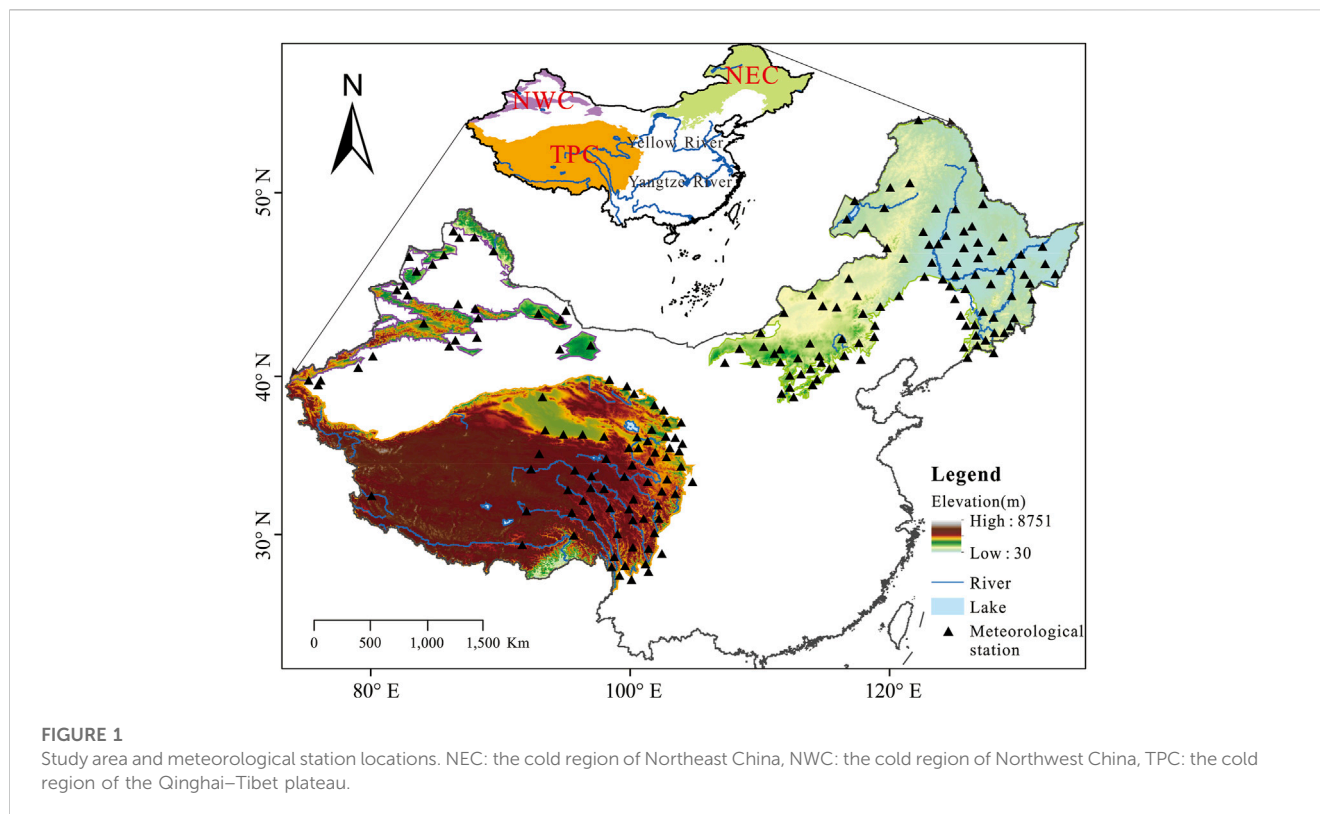 N
NWC
NEC
TPC
Yellow River
Yangtze River
50° N
40° N
30° N
Legend
Elevation(m)
High : 8751
Low : 30
River
Lake
Meteorological
station
0 500 1,000 1,500 Km
80° E 100° E 120° E
FIGURE 1
Study area and meteorological station locations. NEC: the cold region of Northeast China, NWC: the cold region of Northwest China, TPC: the cold
region of the Qinghai–Tibet plateau.